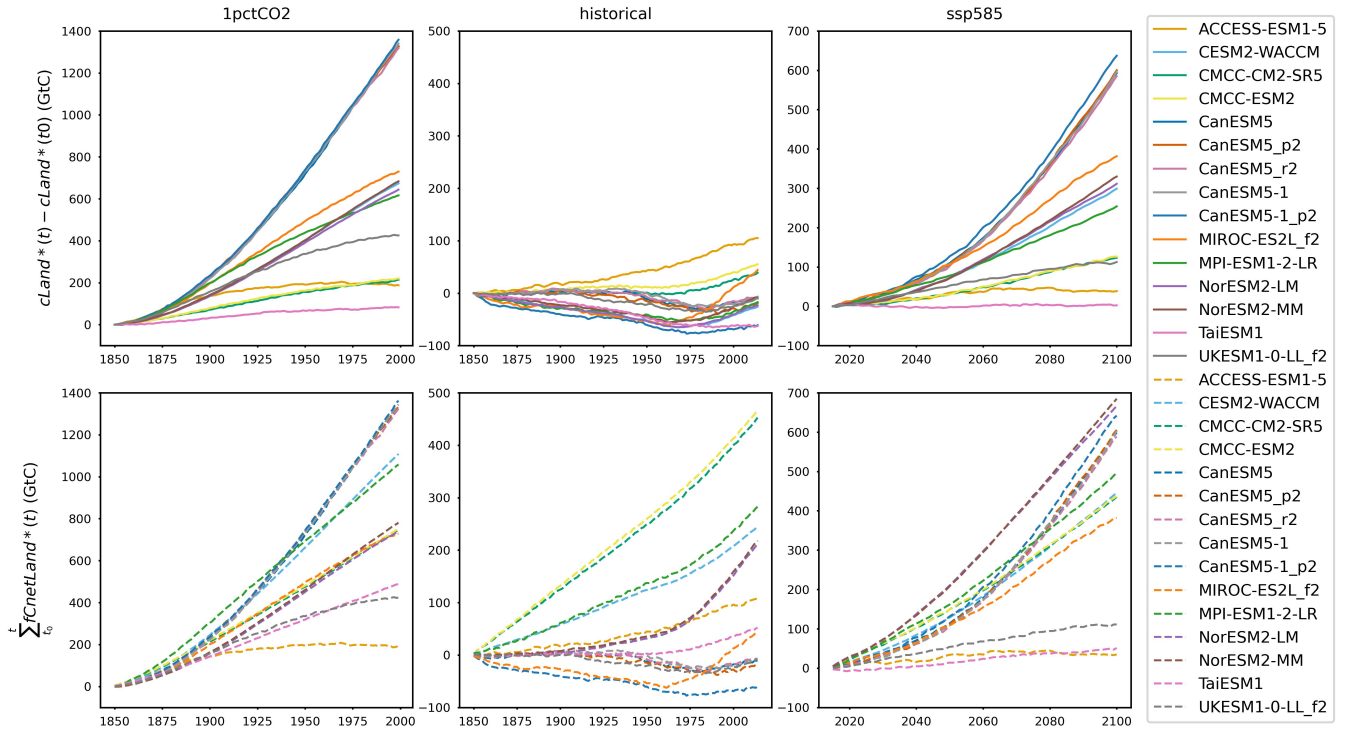 1pctCO2
historical
ssp585
cLand*(t) − cLand*(t0) (GtC)
1400
1200
1000
800
600
400
200
0
1850 1875 1900 1925 1950 1975 2000
500
400
300
200
100
0
−100
1850 1875 1900 1925 1950 1975 2000
700
600
500
400
300
200
100
0
−100
2020 2040 2060 2080 2100
∑ᵗₜ₀ fCnetLand*(t) (GtC)
1400
1200
1000
800
600
400
200
0
1850 1875 1900 1925 1950 1975 2000
500
400
300
200
100
0
−100
1850 1875 1900 1925 1950 1975 2000
700
600
500
400
300
200
100
0
−100
2020 2040 2060 2080 2100
ACCESS-ESM1-5
CESM2-WACCM
CMCC-CM2-SR5
CMCC-ESM2
CanESM5
CanESM5_p2
CanESM5_r2
CanESM5-1
CanESM5-1_p2
MIROC-ES2L_f2
MPI-ESM1-2-LR
NorESM2-LM
NorESM2-MM
TaiESM1
UKESM1-0-LL_f2
ACCESS-ESM1-5
CESM2-WACCM
CMCC-CM2-SR5
CMCC-ESM2
CanESM5
CanESM5_p2
CanESM5_r2
CanESM5-1
CanESM5-1_p2
MIROC-ES2L_f2
MPI-ESM1-2-LR
NorESM2-LM
NorESM2-MM
TaiESM1
UKESM1-0-LL_f2